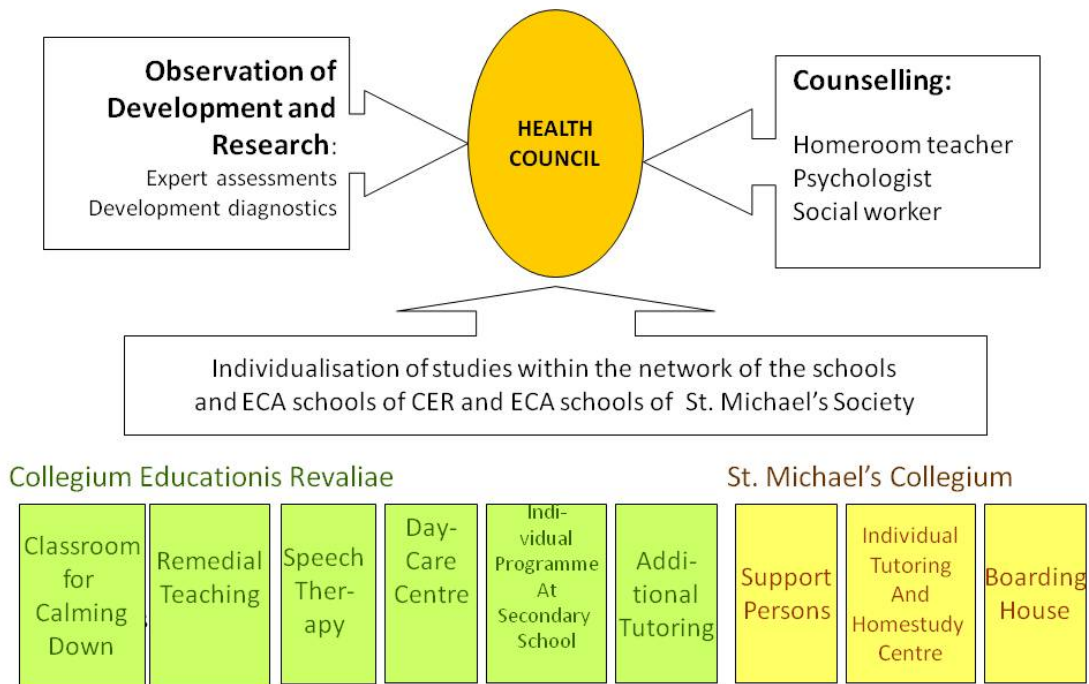 Observation of
Development and
Research:
Expert assessments
Development diagnostics
HEALTH
COUNCIL
Counselling:
Homeroom teacher
Psychologist
Social worker
Individualisation of studies within the network of the schools
and ECA schools of CER and ECA schools of St. Michael's Society
Collegium Educationis Revaliae
St. Michael's Collegium
Classroom
for
Calming
Down
Remedial
Teaching
Speech
Ther-
apy
Day-
Care
Centre
Indi-
vidual
Programme
At
Secondary
School
Addi-
tional
Tutoring
Support
Persons
Individual
Tutoring
And
Homestudy
Centre
Boarding
House